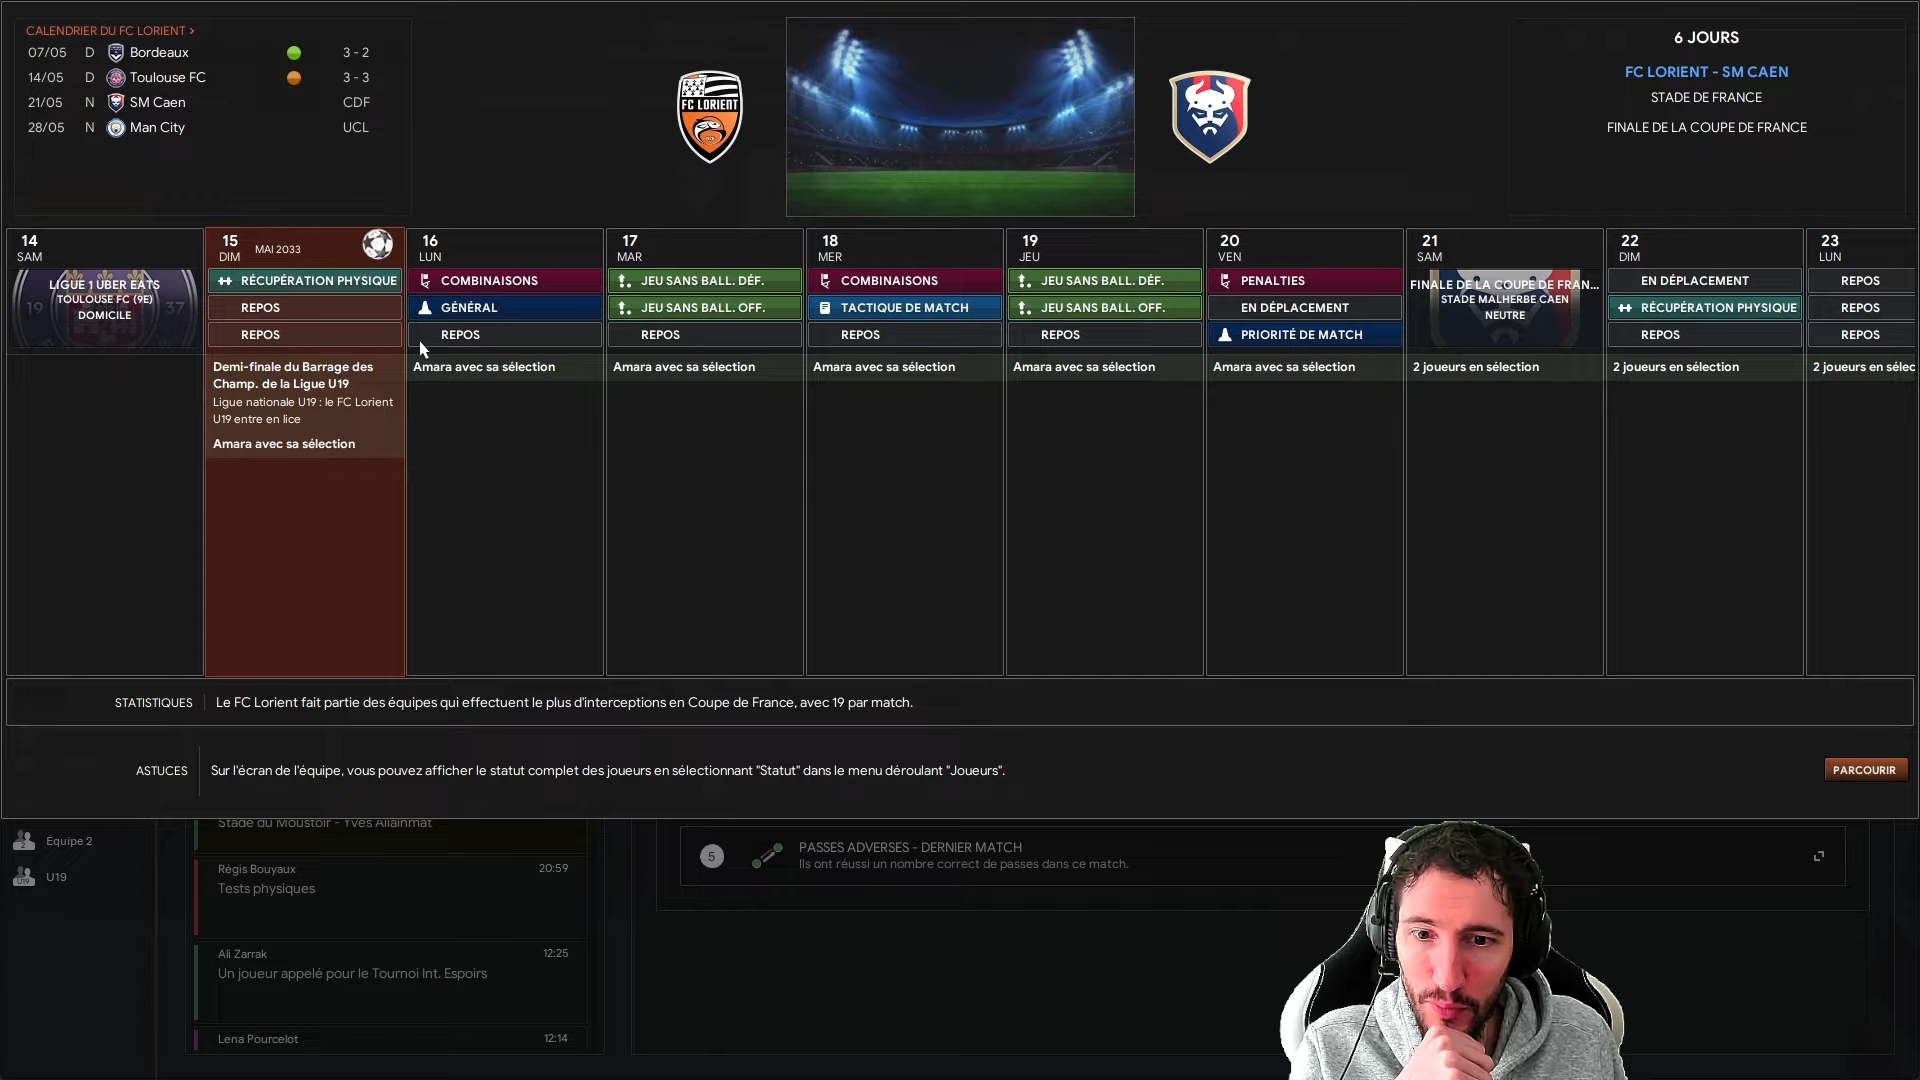 CALENDRIER DU FC LORIENT >
07/05 D Bordeaux 3 - 2
14/05 D Toulouse FC 3 - 3
21/05 N SM Caen CDF
28/05 N Man City UCL
FC LORIENT
6 JOURS
FC LORIENT - SM CAEN
STADE DE FRANCE
FINALE DE LA COUPE DE FRANCE
14
SAM
LIGUE 1 UBER EATS
TOULOUSE FC (9E)
DOMICILE
19 37
15
DIM
MAI 2033
RÉCUPÉRATION PHYSIQUE
REPOS
REPOS
Demi-finale du Barrage des
Champ. de la Ligue U19
Ligue nationale U19 : le FC Lorient
U19 entre en lice
Amara avec sa sélection
16
LUN
COMBINAISONS
GÉNÉRAL
REPOS
Amara avec sa sélection
17
MAR
JEU SANS BALL. DÉF.
JEU SANS BALL. OFF.
REPOS
Amara avec sa sélection
18
MER
COMBINAISONS
TACTIQUE DE MATCH
REPOS
Amara avec sa sélection
19
JEU
JEU SANS BALL. DÉF.
JEU SANS BALL. OFF.
REPOS
Amara avec sa sélection
20
VEN
PENALTIES
EN DÉPLACEMENT
PRIORITÉ DE MATCH
Amara avec sa sélection
21
SAM
FINALE DE LA COUPE DE FRAN...
STADE MALHERBE CAEN
NEUTRE
2 joueurs en sélection
22
DIM
EN DÉPLACEMENT
RÉCUPÉRATION PHYSIQUE
REPOS
2 joueurs en sélection
23
LUN
REPOS
REPOS
REPOS
2 joueurs en sélec
STATISTIQUES
Le FC Lorient fait partie des équipes qui effectuent le plus d'interceptions en Coupe de France, avec 19 par match.
ASTUCES
Sur l'écran de l'équipe, vous pouvez afficher le statut complet des joueurs en sélectionnant "Statut" dans le menu déroulant "Joueurs".
PARCOURIR
Équipe 2
U19
Stade du Moustoir - Yves Allainmat
Régis Bouyaux 20:59
Tests physiques
Ali Zarrak 12:25
Un joueur appelé pour le Tournoi Int. Espoirs
Lena Pourcelot 12:14
5
PASSES ADVERSES - DERNIER MATCH
Ils ont réussi un nombre correct de passes dans ce match.